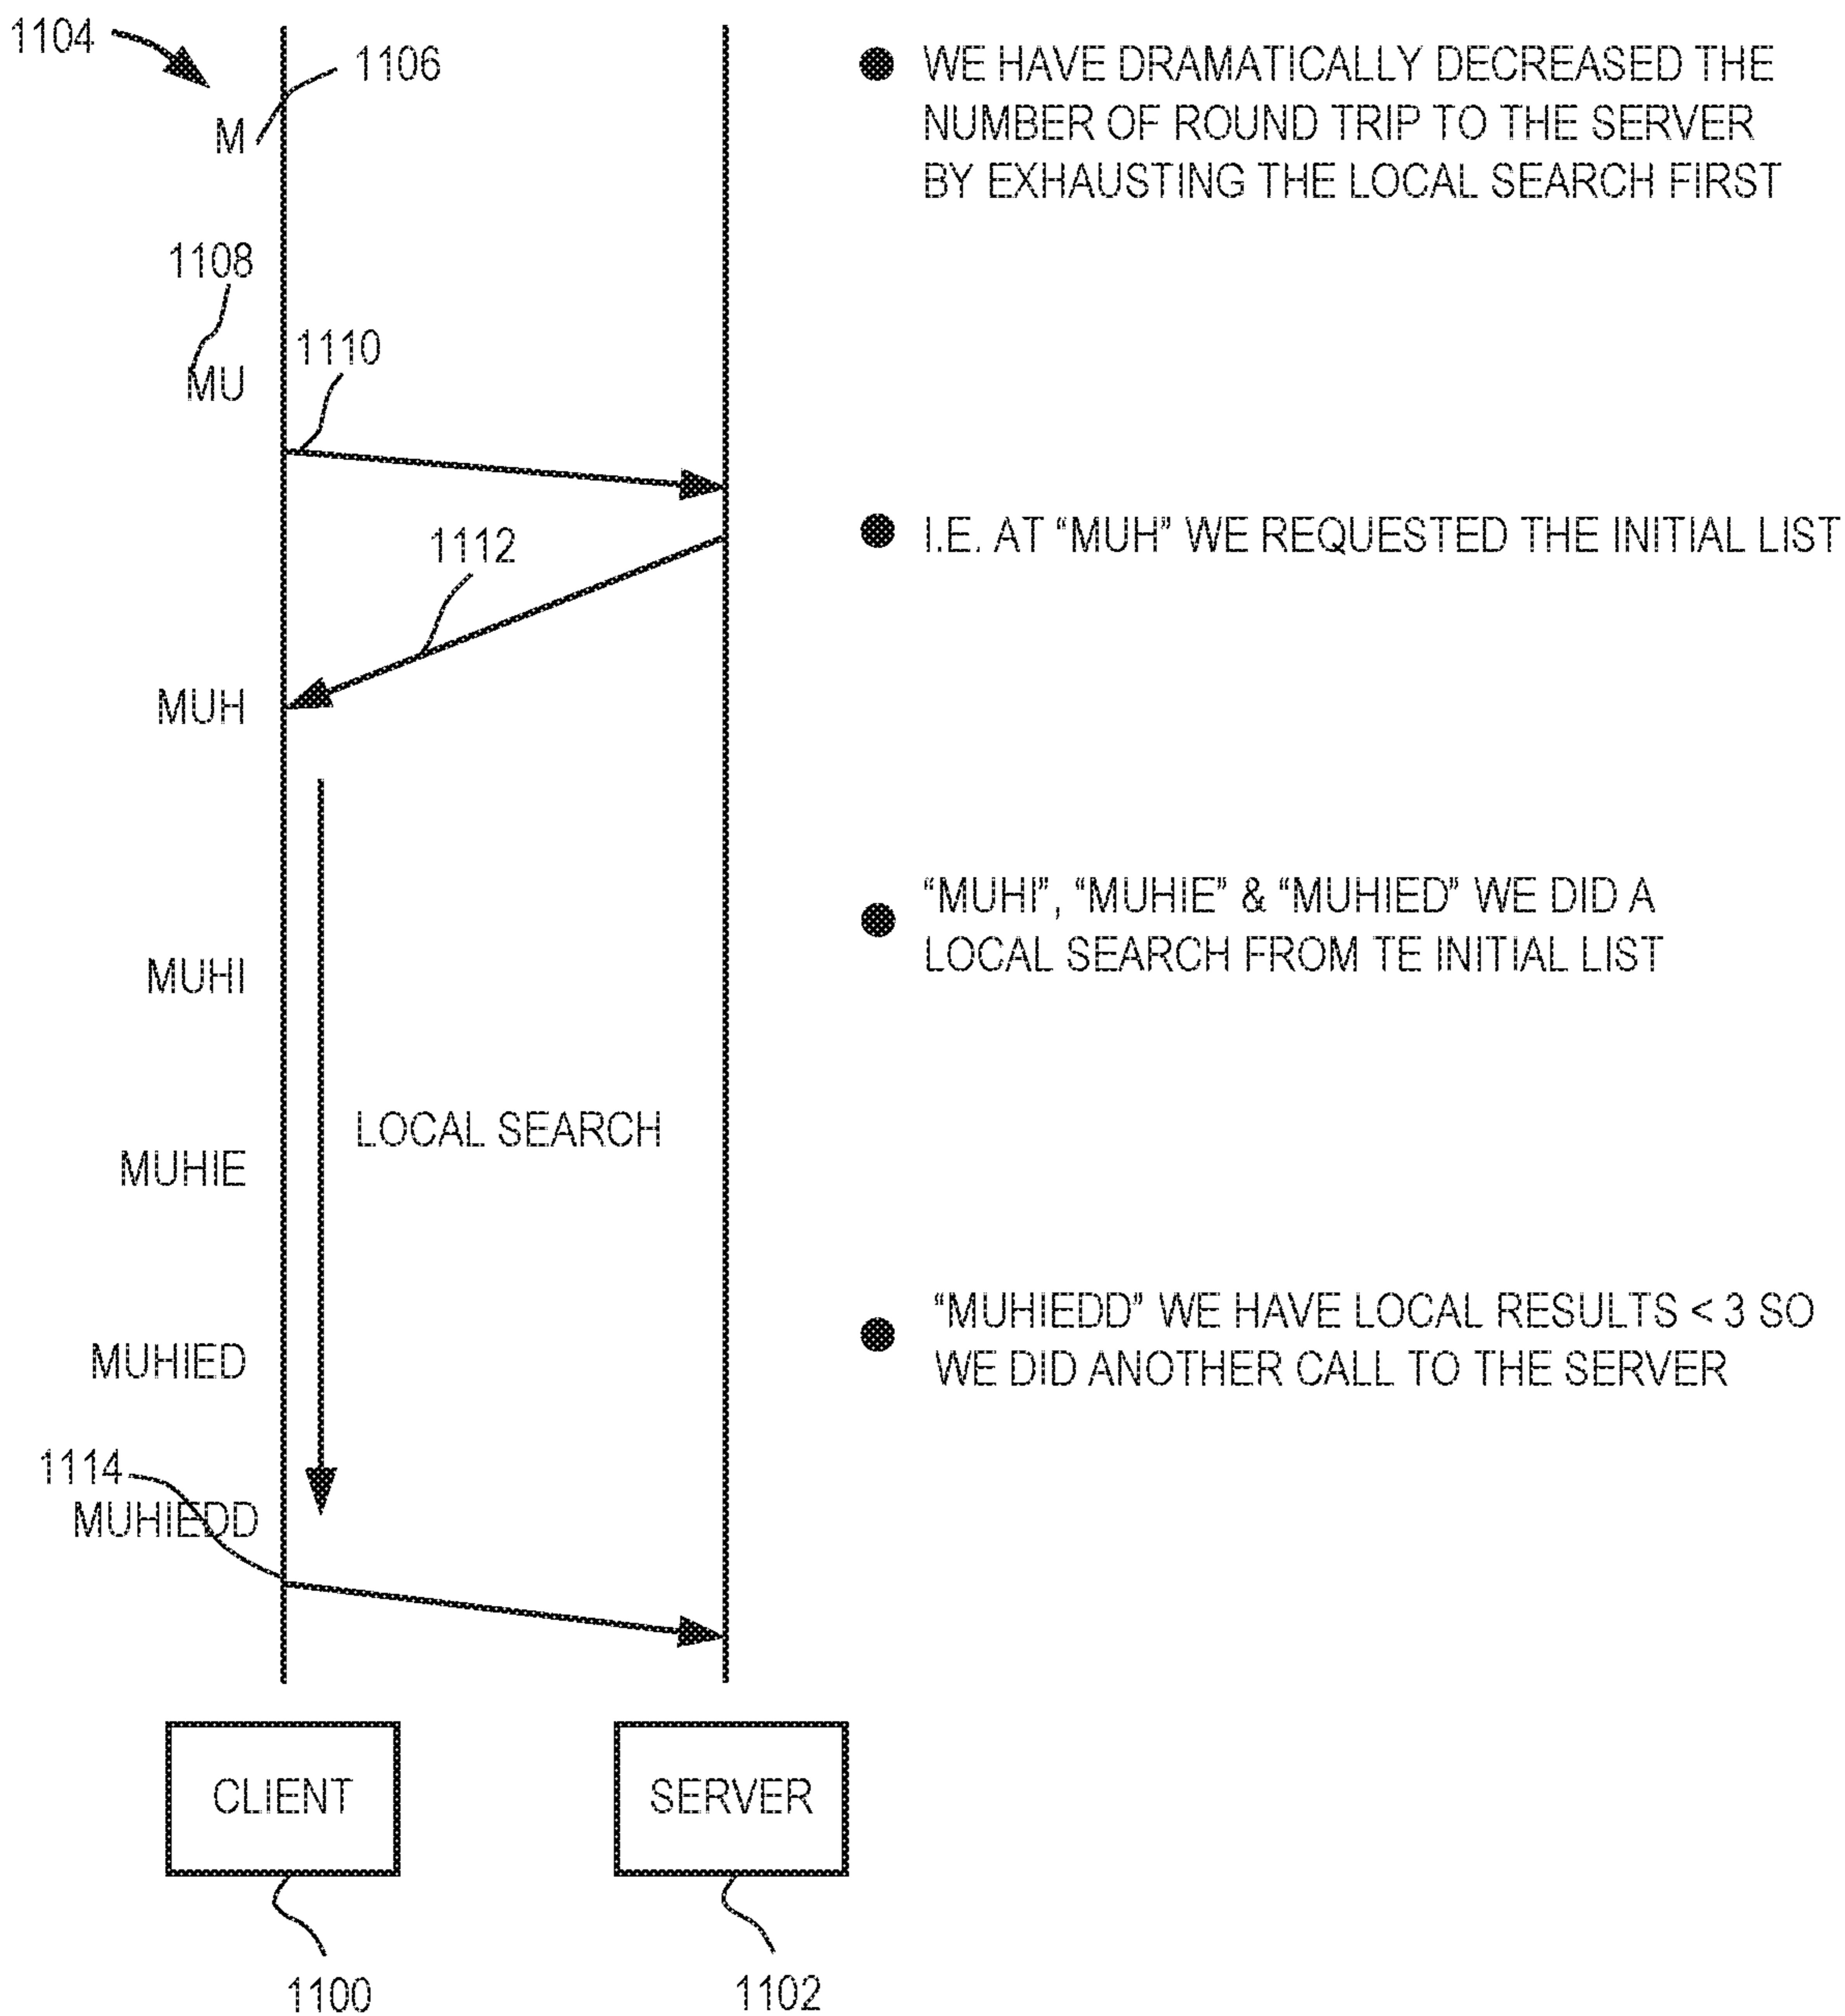 1104
1106
M
● WE HAVE DRAMATICALLY DECREASED THE
NUMBER OF ROUND TRIP TO THE SERVER
BY EXHAUSTING THE LOCAL SEARCH FIRST
1108
MU
1110
1112
● I.E. AT “MUH” WE REQUESTED THE INITIAL LIST
MUH
● “MUHI”, “MUHIE” & “MUHIED” WE DID A
LOCAL SEARCH FROM TE INITIAL LIST
MUHI
LOCAL SEARCH
MUHIE
● “MUHIEDD” WE HAVE LOCAL RESULTS < 3 SO
WE DID ANOTHER CALL TO THE SERVER
MUHIED
1114
MUHIEDD
CLIENT
SERVER
1100
1102